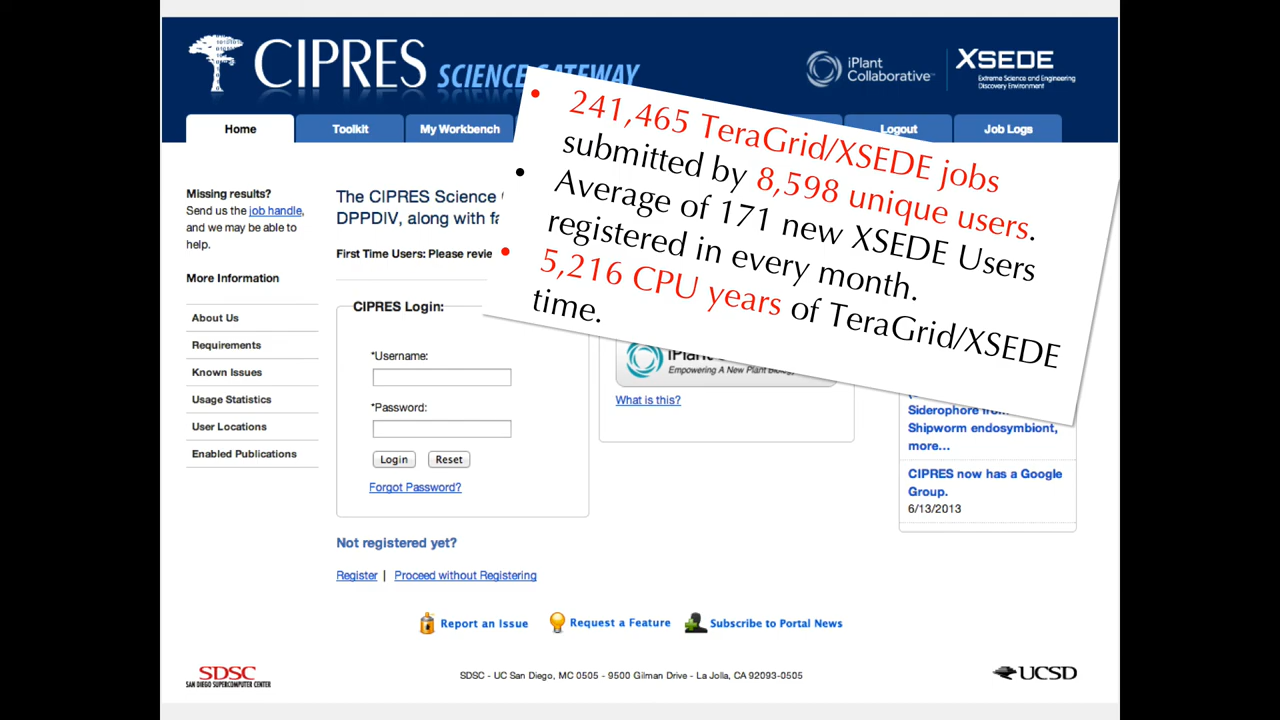 CIPRES SCIENCE GATEWAY
iPlant Collaborative™
XSEDE
Extreme Science and Engineering
Discovery Environment
Home
Toolkit
My Workbench
Logout
Job Logs
• 241,465 TeraGrid/XSEDE jobs
submitted by 8,598 unique users.
• Average of 171 new XSEDE Users
registered in every month.
• 5,216 CPU years of TeraGrid/XSEDE
time.
Missing results?
Send us the job handle,
and we may be able to
help.
More Information
About Us
Requirements
Known Issues
Usage Statistics
User Locations
Enabled Publications
The CIPRES Science
DPPDIV, along with
First Time Users: Please
CIPRES Login:
*Username:
*Password:
Login
Reset
Forgot Password?
iPlant
Empowering A New Plant
What is this?
Siderophore
Shipworm endosymbiont,
more...
CIPRES now has a Google
Group.
6/13/2013
Not registered yet?
Register | Proceed without Registering
Report an Issue
Request a Feature
Subscribe to Portal News
SDSC
SAN DIEGO SUPERCOMPUTER CENTER
SDSC - UC San Diego, MC 0505 - 9500 Gilman Drive - La Jolla, CA 92093-0505
UCSD